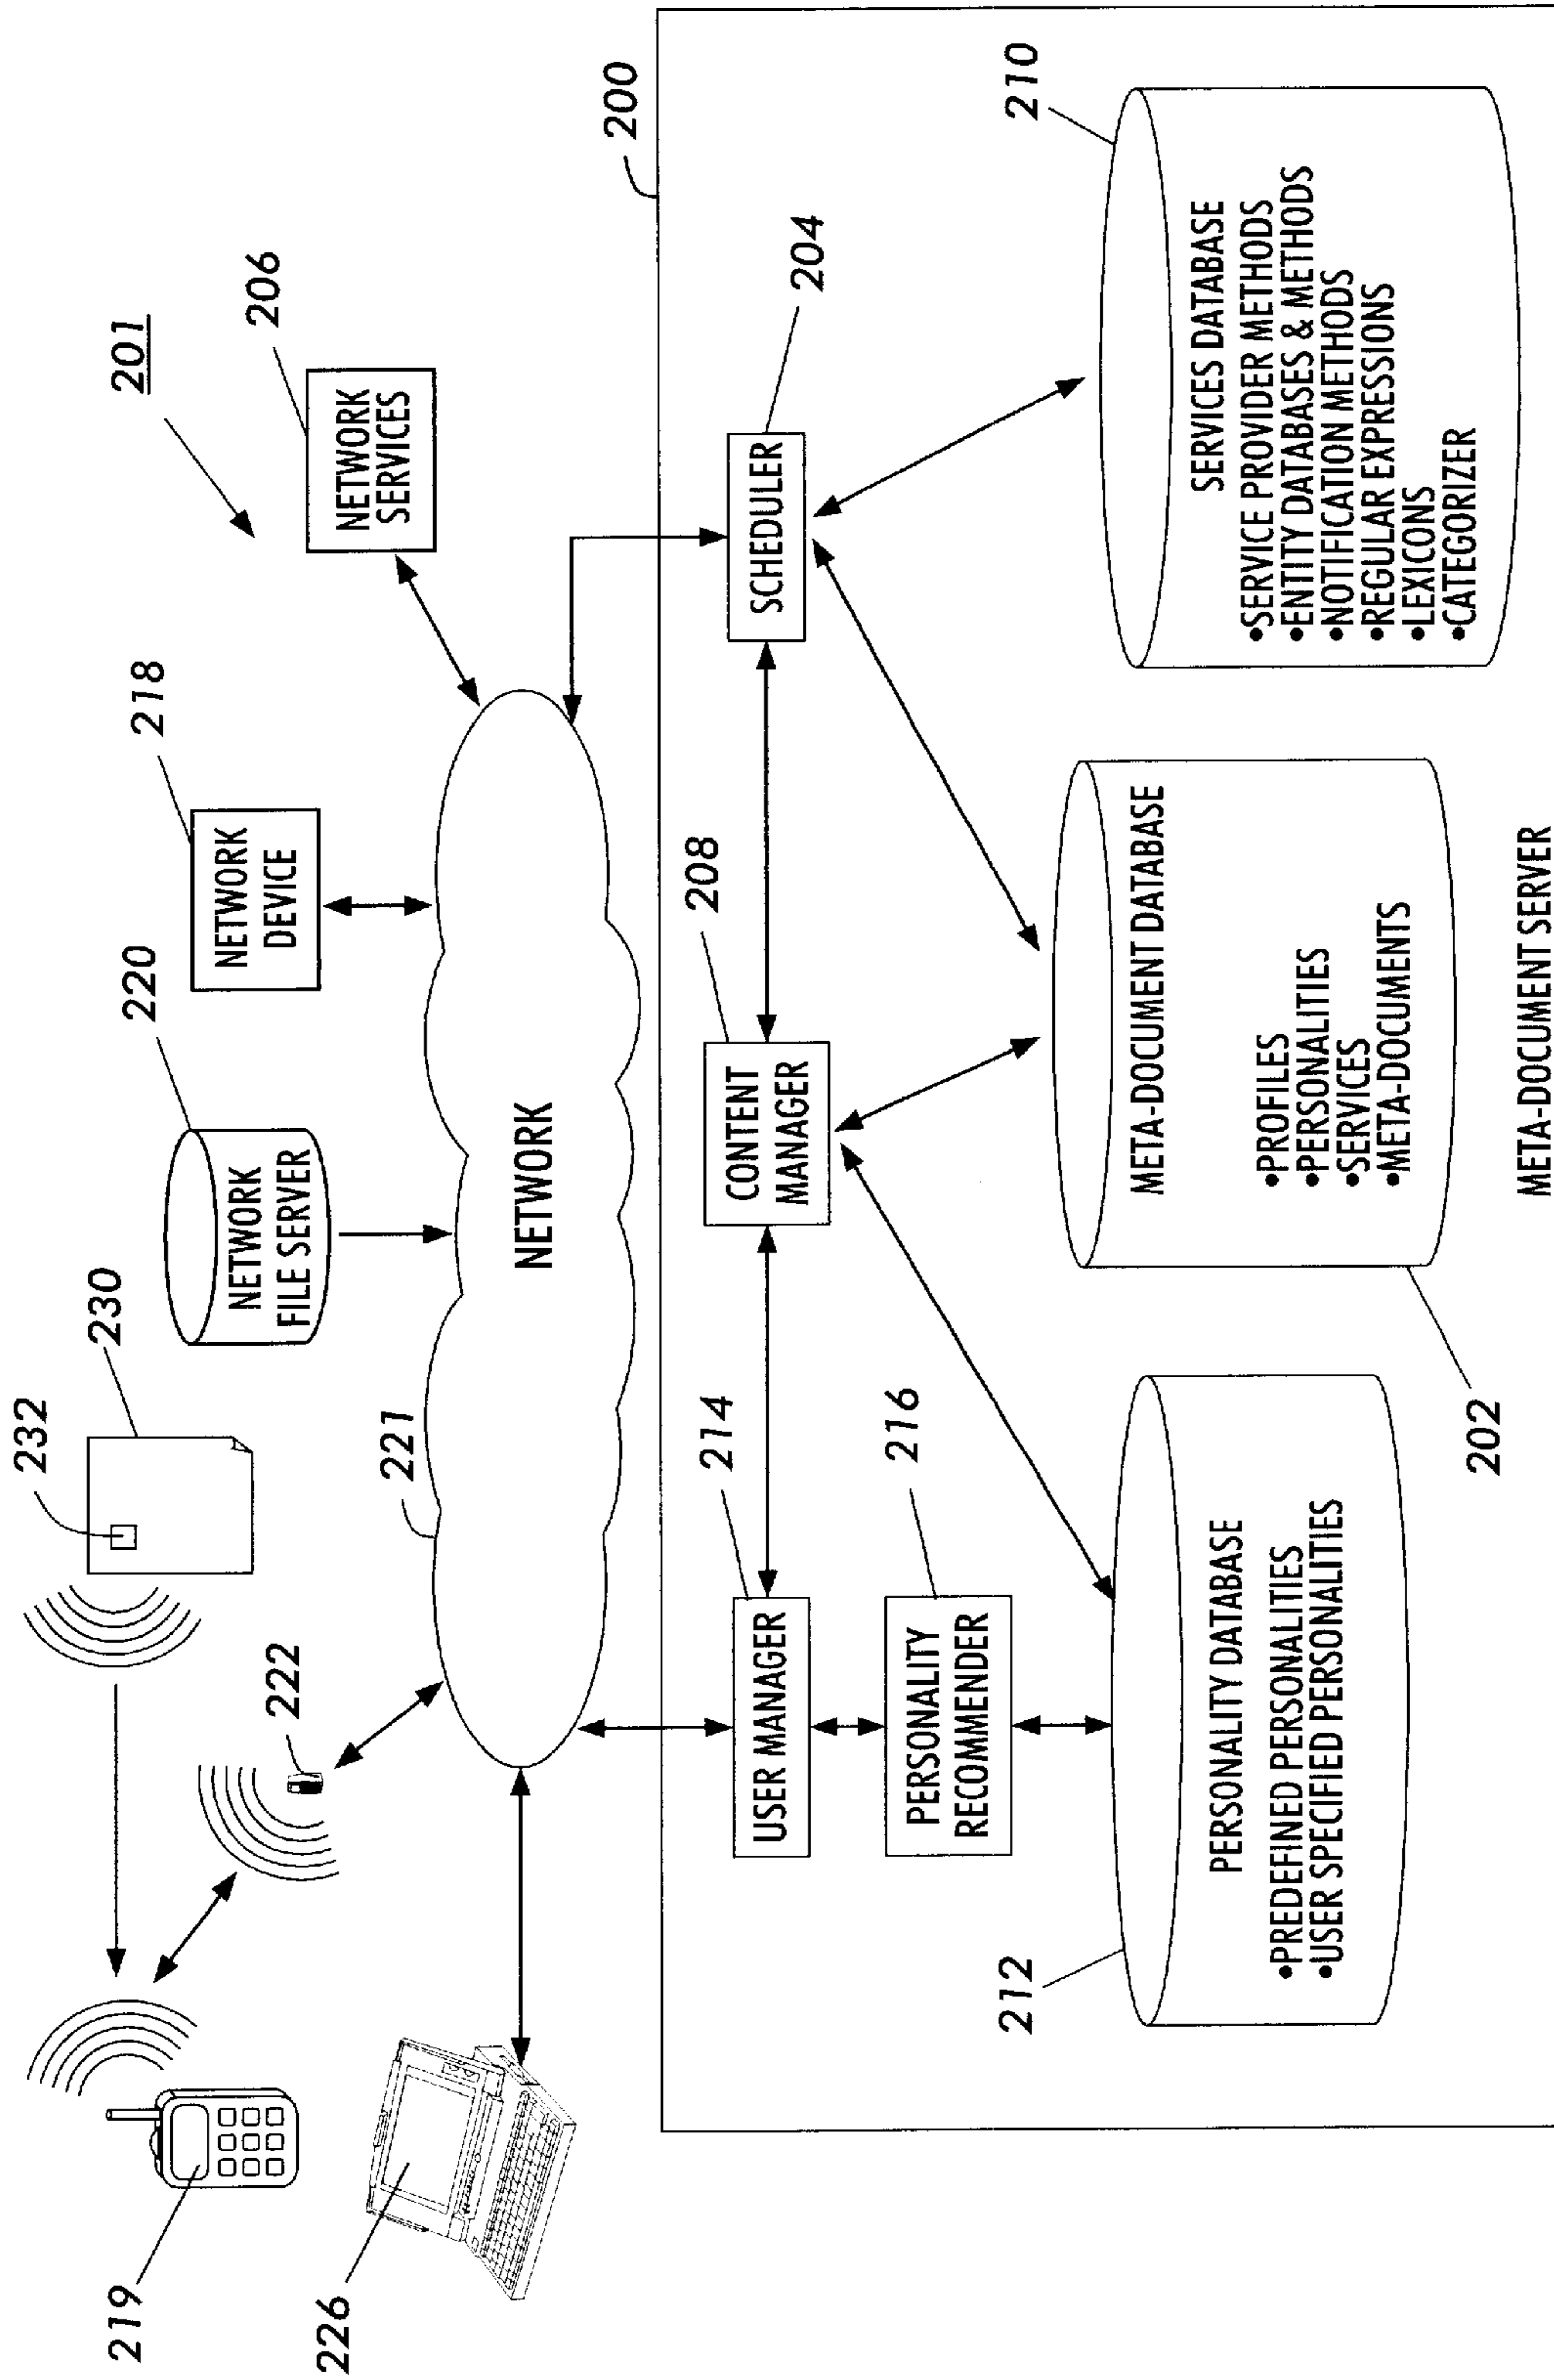 201
232
230
220
218
206
NETWORK
FILE SERVER
NETWORK
DEVICE
NETWORK
SERVICES
219
222
221
226
NETWORK
200
214
208
204
USER MANAGER
CONTENT
MANAGER
SCHEDULER
216
PERSONALITY
RECOMMENDER
212
210
PERSONALITY DATABASE
•PREDEFINED PERSONALITIES
•USER SPECIFIED PERSONALITIES
META-DOCUMENT DATABASE
•PROFILES
•PERSONALITIES
•SERVICES
•META-DOCUMENTS
202
SERVICES DATABASE
•SERVICE PROVIDER METHODS
•ENTITY DATABASES & METHODS
•NOTIFICATION METHODS
•REGULAR EXPRESSIONS
•LEXICONS
•CATEGORIZER
META-DOCUMENT SERVER